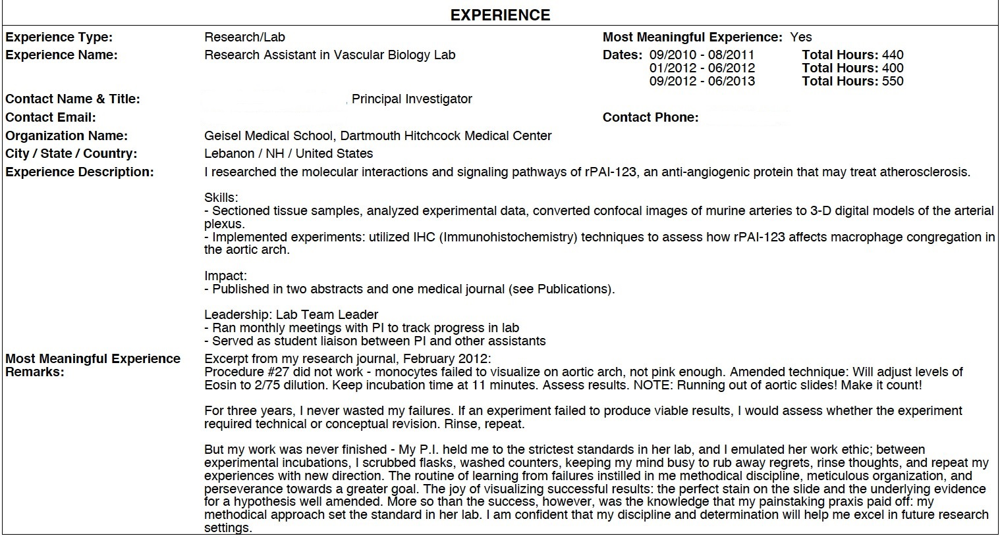 EXPERIENCE
Experience Type: Research/Lab Most Meaningful Experience: Yes
Experience Name: Research Assistant in Vascular Biology Lab Dates: 09/2010 - 08/2011 Total Hours: 440
01/2012 - 06/2012 Total Hours: 400
09/2012 - 06/2013 Total Hours: 550
Contact Name & Title: , Principal Investigator
Contact Email: Contact Phone:
Organization Name: Geisel Medical School, Dartmouth Hitchcock Medical Center
City / State / Country: Lebanon / NH / United States
Experience Description: I researched the molecular interactions and signaling pathways of rPAI-123, an anti-angiogenic protein that may treat atherosclerosis.
Skills:
- Sectioned tissue samples, analyzed experimental data, converted confocal images of murine arteries to 3-D digital models of the arterial
plexus.
- Implemented experiments: utilized IHC (Immunohistochemistry) techniques to assess how rPAI-123 affects macrophage congregation in
the aortic arch.
Impact:
- Published in two abstracts and one medical journal (see Publications).
Leadership: Lab Team Leader
- Ran monthly meetings with PI to track progress in lab
- Served as student liaison between PI and other assistants
Most Meaningful Experience Excerpt from my research journal, February 2012:
Remarks: Procedure #27 did not work - monocytes failed to visualize on aortic arch, not pink enough. Amended technique: Will adjust levels of
Eosin to 2/75 dilution. Keep incubation time at 11 minutes. Assess results. NOTE: Running out of aortic slides! Make it count!
For three years, I never wasted my failures. If an experiment failed to produce viable results, I would assess whether the experiment
required technical or conceptual revision. Rinse, repeat.
But my work was never finished - My P.I. held me to the strictest standards in her lab, and I emulated her work ethic; between
experimental incubations, I scrubbed flasks, washed counters, keeping my mind busy to rub away regrets, rinse thoughts, and repeat my
experiences with new direction. The routine of learning from failures instilled in me methodical discipline, meticulous organization, and
perseverance towards a greater goal. The joy of visualizing successful results: the perfect stain on the slide and the underlying evidence
for a hypothesis well amended. More so than the success, however, was the knowledge that my painstaking praxis paid off: my
methodical approach set the standard in her lab. I am confident that my discipline and determination will help me excel in future research
settings.